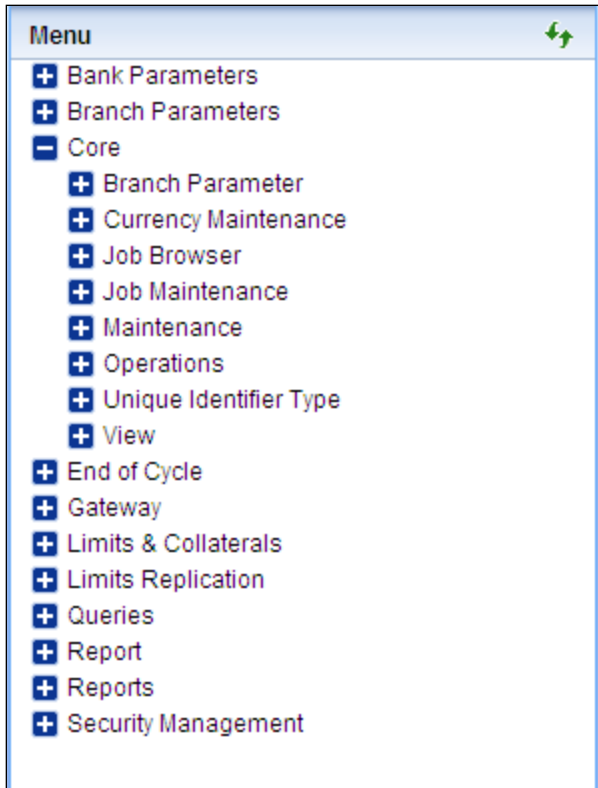 Menu
Bank Parameters
Branch Parameters
Core
Branch Parameter
Currency Maintenance
Job Browser
Job Maintenance
Maintenance
Operations
Unique Identifier Type
View
End of Cycle
Gateway
Limits & Collaterals
Limits Replication
Queries
Report
Reports
Security Management